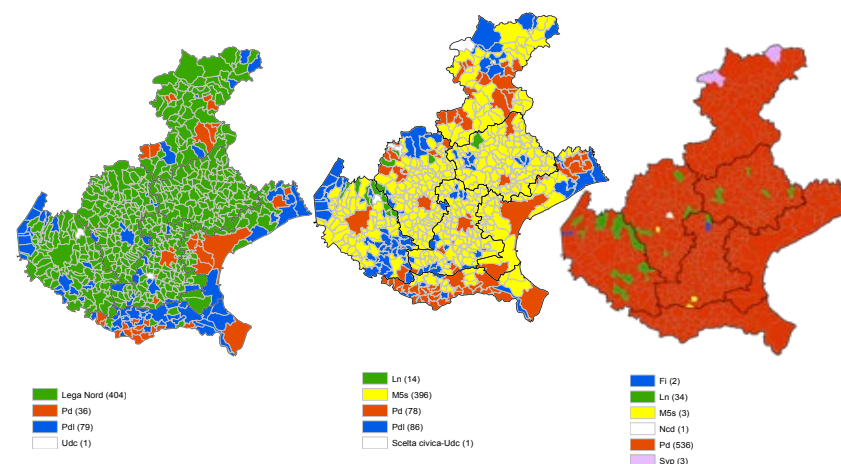 Lega Nord (404)
Pd (36)
Pdl (79)
Udc (1)
Ln (14)
M5s (396)
Pd (78)
Pdl (86)
Scelta civica-Udc (1)
Fi (2)
Ln (34)
M5s (3)
Ncd (1)
Pd (536)
Svp (3)